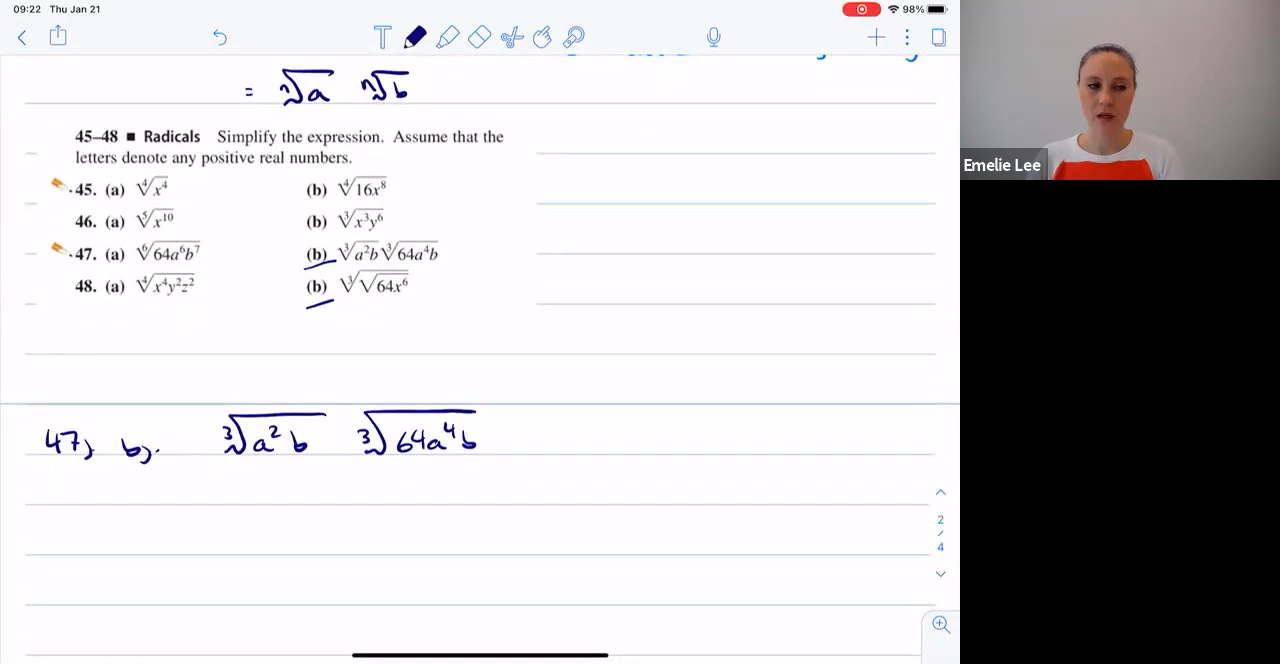 09:22 Thu Jan 21
98%
T
= ⁿ√a ⁿ√b
45–48 ■ Radicals Simplify the expression. Assume that the
letters denote any positive real numbers.
45. (a) ⁴√x⁴ (b) ⁴√16x⁸
46. (a) ⁵√x¹⁰ (b) ³√x³y⁶
47. (a) ⁶√64a⁶b⁷ (b) ³√a²b ³√64a⁴b
48. (a) ⁴√x⁴y²z² (b) ³√√64x⁶
47) b). ³√a²b ³√64a⁴b
2
/
4
Emelie Lee